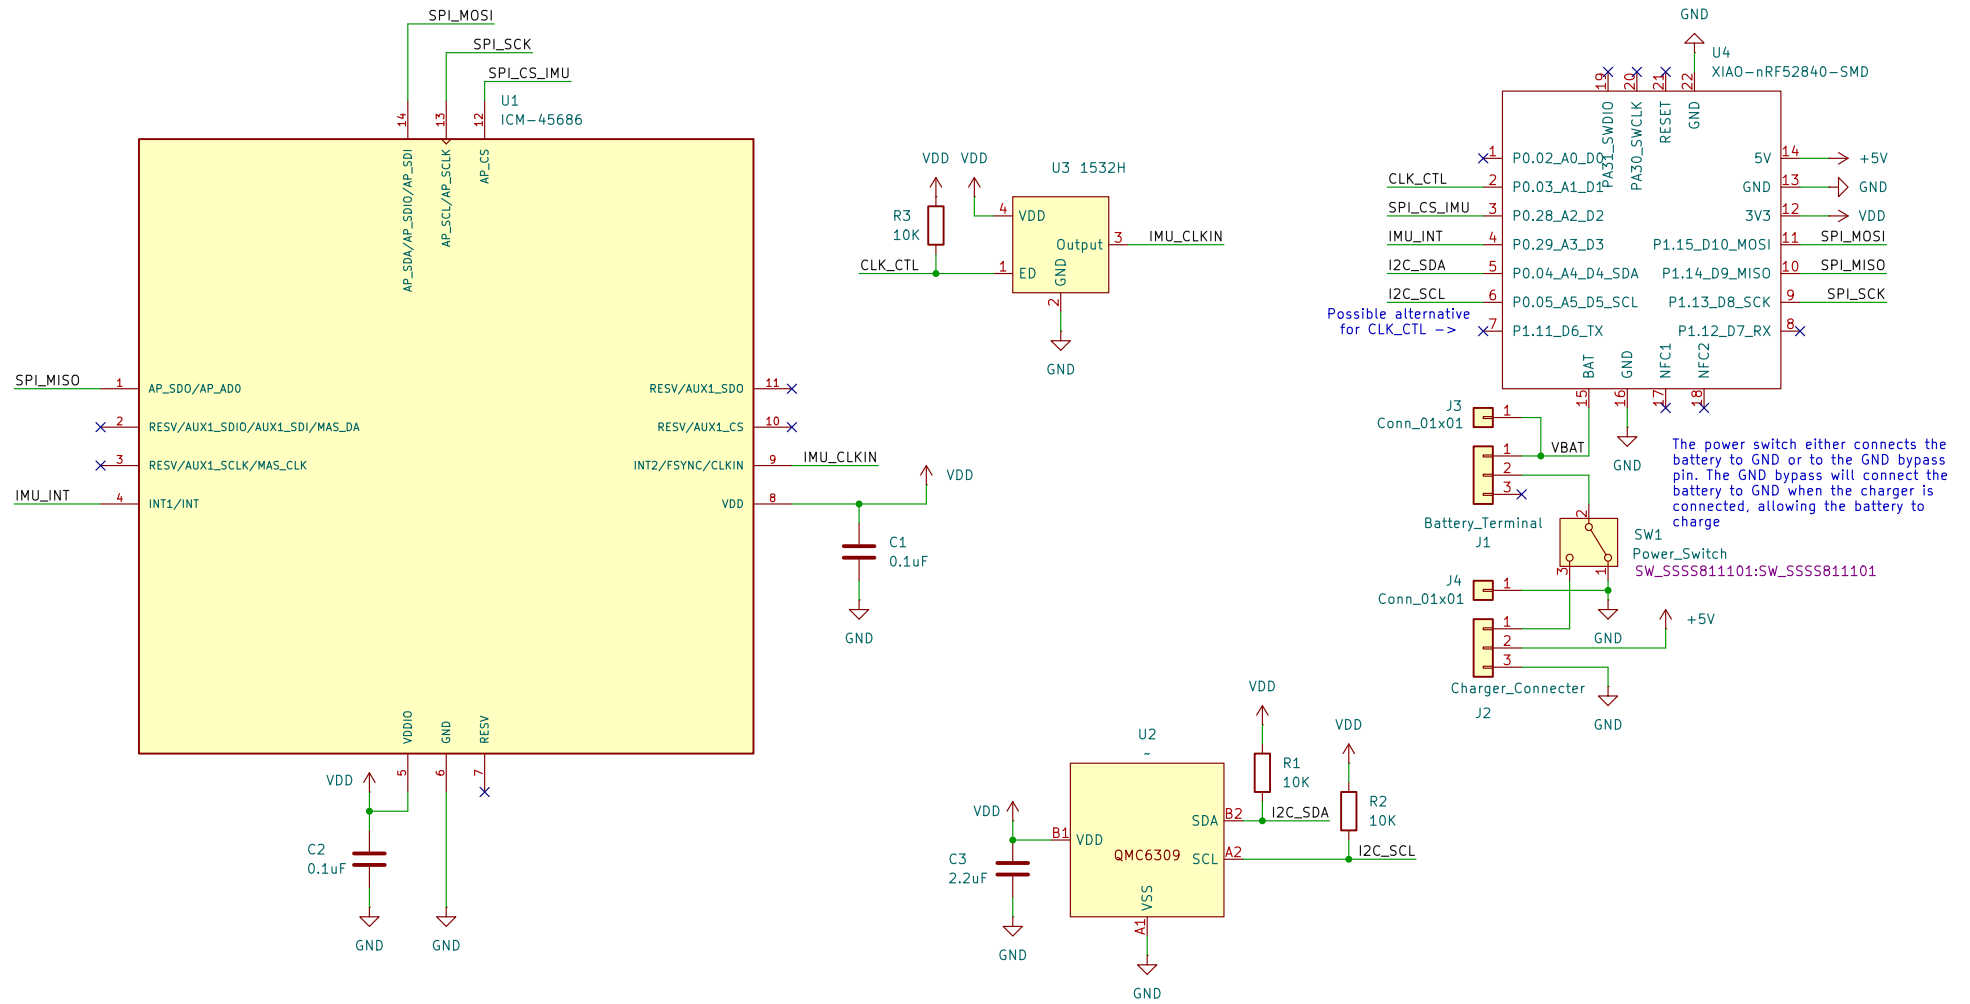 SPI_MOSI
SPI_SCK
SPI_CS_IMU
U1
ICM-45686
14
13
12
AP_SDA/AP_SDIO/AP_SDI
AP_SCL/AP_SCLK
AP_CS
SPI_MISO
1
AP_SDO/AP_AD0
2
RESV/AUX1_SDIO/AUX1_SDI/MAS_DA
3
RESV/AUX1_SCLK/MAS_CLK
IMU_INT
4
INT1/INT
RESV/AUX1_SDO
11
RESV/AUX1_CS
10
INT2/FSYNC/CLKIN
9
IMU_CLKIN
VDD
8
VDD
C1
0.1uF
GND
VDDIO
GND
RESV
5
6
7
VDD
C2
0.1uF
GND
GND
VDD
VDD
U3 1532H
R3
10K
4
VDD
Output
3
IMU_CLKIN
CLK_CTL
1
ED
GND
2
GND
U2
~
VDD
B1
VDD
QMC6309
SDA
B2
SCL
A2
VSS
A1
GND
C3
2.2uF
GND
VDD
R1
10K
I2C_SDA
VDD
R2
10K
I2C_SCL
GND
U4
XIAO-nRF52840-SMD
19
20
21
22
PA31_SWDIO
PA30_SWCLK
RESET
GND
1
P0.02_A0_D0
CLK_CTL
2
P0.03_A1_D1
SPI_CS_IMU
3
P0.28_A2_D2
IMU_INT
4
P0.29_A3_D3
I2C_SDA
5
P0.04_A4_D4_SDA
I2C_SCL
6
P0.05_A5_D5_SCL
Possible alternative
for CLK_CTL ->
7
P1.11_D6_TX
5V
14
+5V
GND
13
GND
3V3
12
VDD
P1.15_D10_MOSI
11
SPI_MOSI
P1.14_D9_MISO
10
SPI_MISO
P1.13_D8_SCK
9
SPI_SCK
P1.12_D7_RX
8
BAT
GND
NFC1
NFC2
15
16
17
18
GND
J3
Conn_01x01
1
1
2
3
VBAT
Battery_Terminal
J1
The power switch either connects the
battery to GND or to the GND bypass
pin. The GND bypass will connect the
battery to GND when the charger is
connected, allowing the battery to
charge
2
3
1
SW1
Power_Switch
SW_SSSS811101:SW_SSSS811101
J4
Conn_01x01
1
GND
+5V
1
2
3
Charger_Connecter
J2
GND